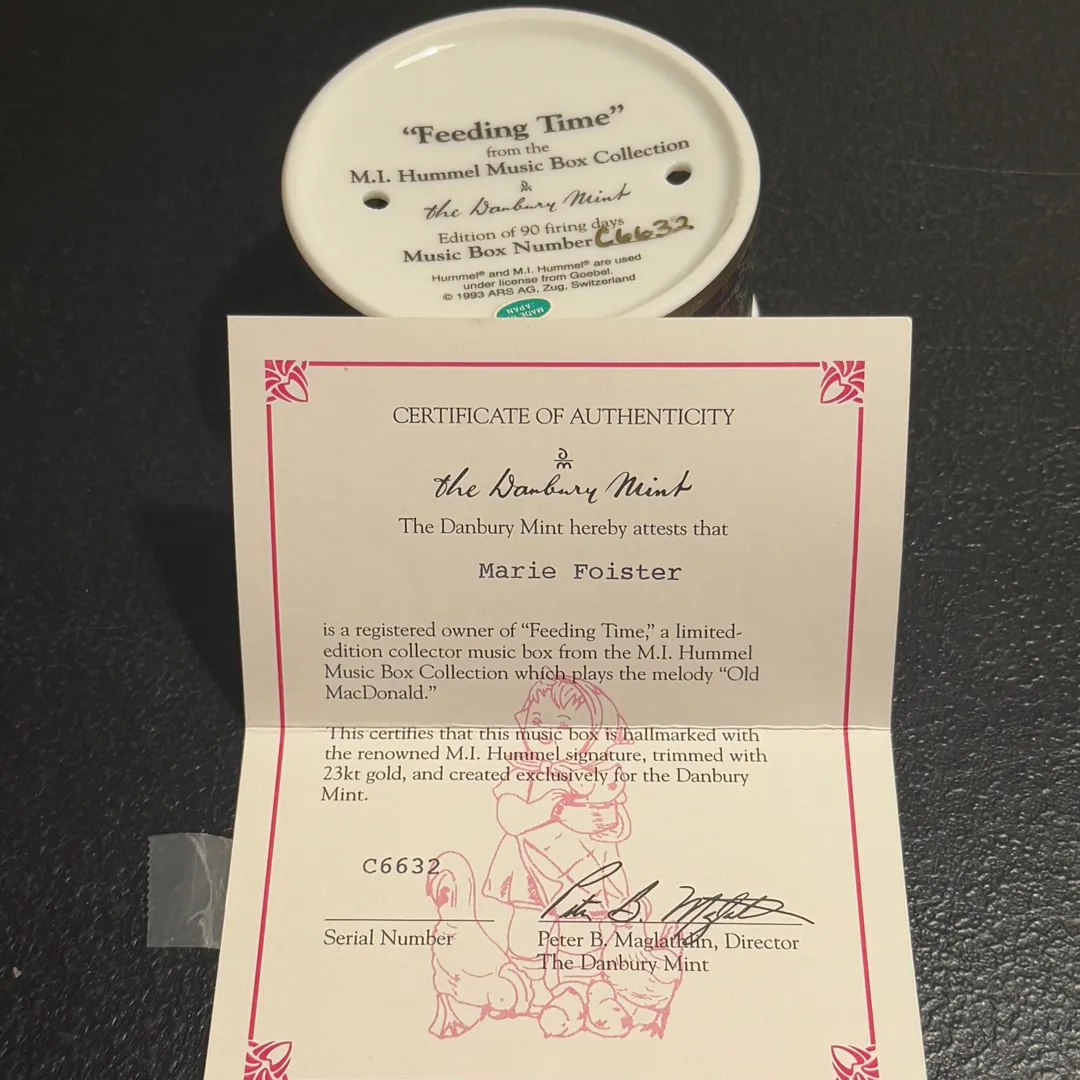 “Feeding Time”
from the
M.I. Hummel Music Box Collection
the Danbury Mint
Edition of 90 firing days
Music Box Number C6632
Hummel® and M.I. Hummel® are used
under license from Goebel.
© 1993 ARS AG, Zug, Switzerland
MADE IN
JAPAN
CERTIFICATE OF AUTHENTICITY
the Danbury Mint
The Danbury Mint hereby attests that
Marie Foister
is a registered owner of “Feeding Time,” a limited-
edition collector music box from the M.I. Hummel
Music Box Collection which plays the melody “Old
MacDonald.”
This certifies that this music box is hallmarked with
the renowned M.I. Hummel signature, trimmed with
23kt gold, and created exclusively for the Danbury
Mint.
C6632
Serial Number
Peter B. Maglathlin, Director
The Danbury Mint